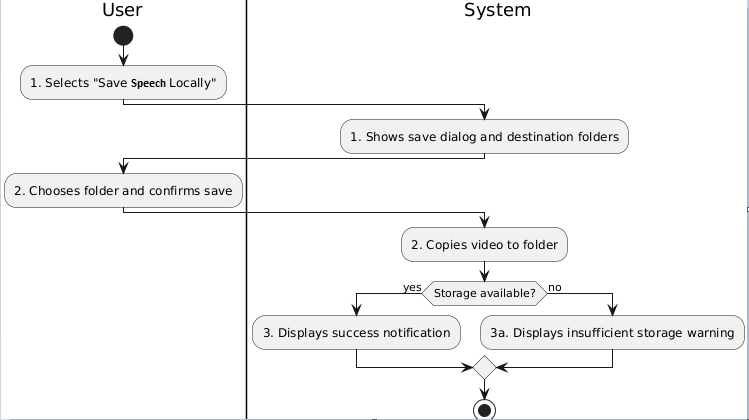 User
System
1. Selects "Save Speech Locally"
1. Shows save dialog and destination folders
2. Chooses folder and confirms save
2. Copies video to folder
yes
Storage available?
no
3. Displays success notification
3a. Displays insufficient storage warning